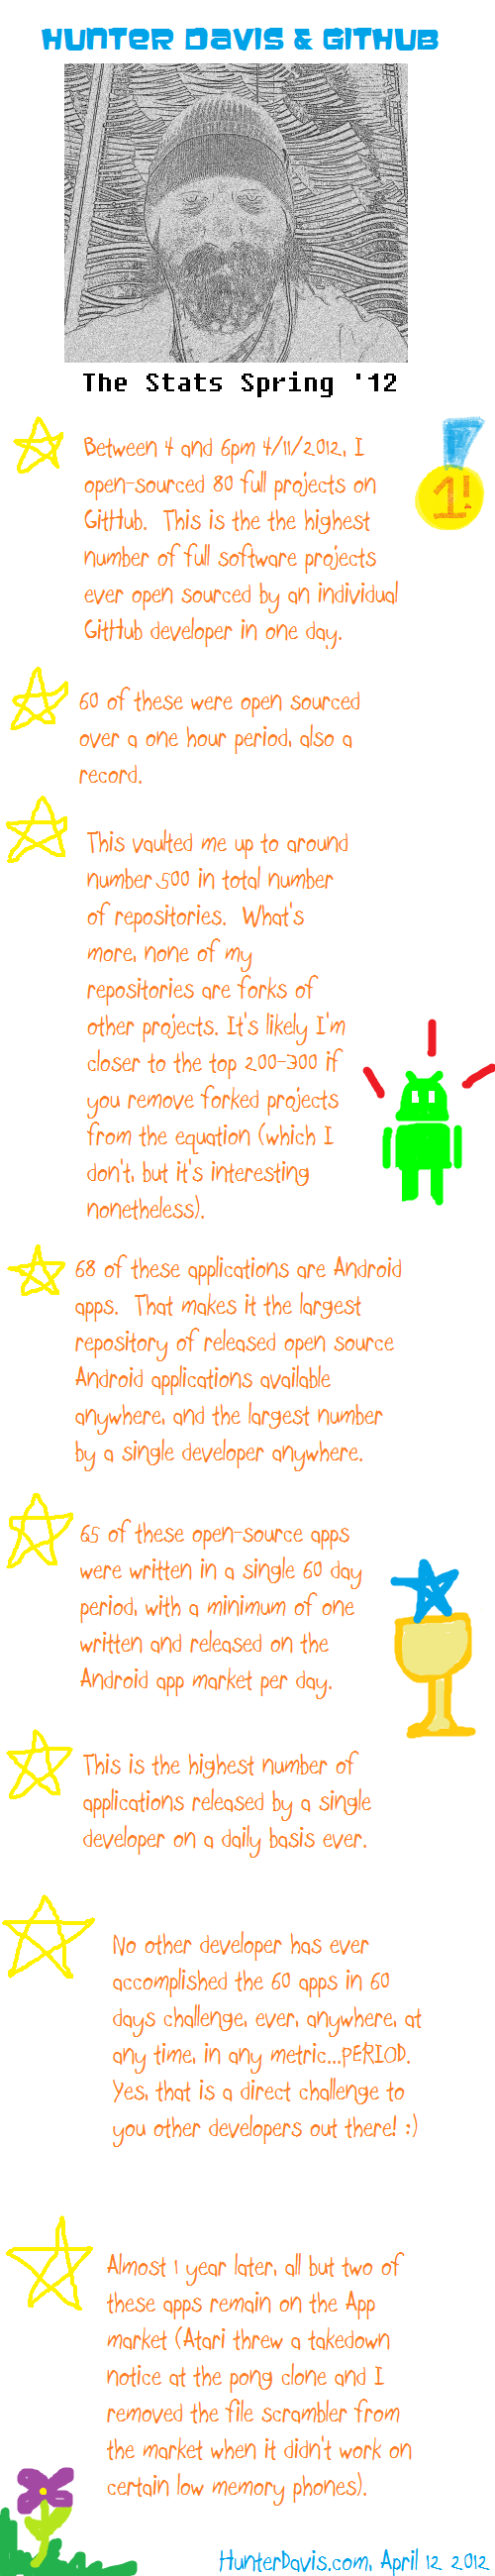 HUNTER DAVIS & GITHUB
The Stats Spring '12
Between 4 and 6pm 4/11/2012, I
open-sourced 80 full projects on
GitHub.  This is the the highest
number of full software projects
ever open sourced by an individual
GitHub developer in one day.
1!
60 of these were open sourced
over a one hour period, also a
record.
This vaulted me up to around
number 500 in total number
of repositories.  What's
more, none of my
repositories are forks of
other projects. It's likely I'm
closer to the top 200-300 if
you remove forked projects
from the equation (which I
don't, but it's interesting
nonetheless).
68 of these applications are Android
apps.  That makes it the largest
repository of released open source
Android applications available
anywhere, and the largest number
by a single developer anywhere.
65 of these open-source apps
were written in a single 60 day
period, with a minimum of one
written and released on the
Android app market per day.
This is the highest number of
applications released by a single
developer on a daily basis ever.
No other developer has ever
accomplished the 60 apps in 60
days challenge, ever, anywhere, at
any time, in any metric...PERIOD.
Yes, that is a direct challenge to
you other developers out there! :)
Almost 1 year later, all but two of
these apps remain on the App
market (Atari threw a takedown
notice at the pong clone and I
removed the file scrambler from
the market when it didn't work on
certain low memory phones).
HunterDavis.com, April 12 2012